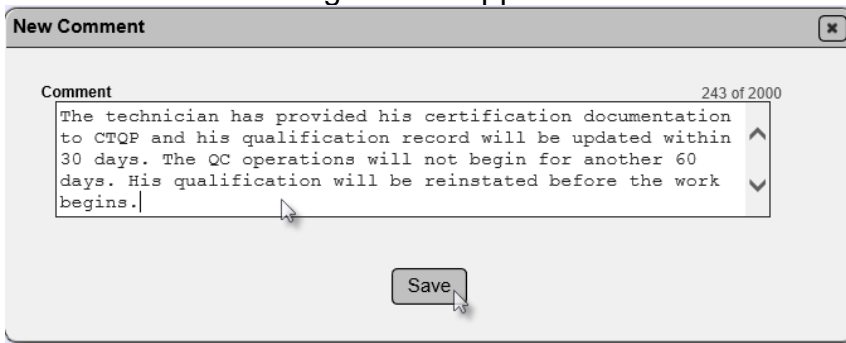 New Comment
Comment 243 of 2000
The technician has provided his certification documentation
to CTQP and his qualification record will be updated within
30 days. The QC operations will not begin for another 60
days. His qualification will be reinstated before the work
begins.
Save